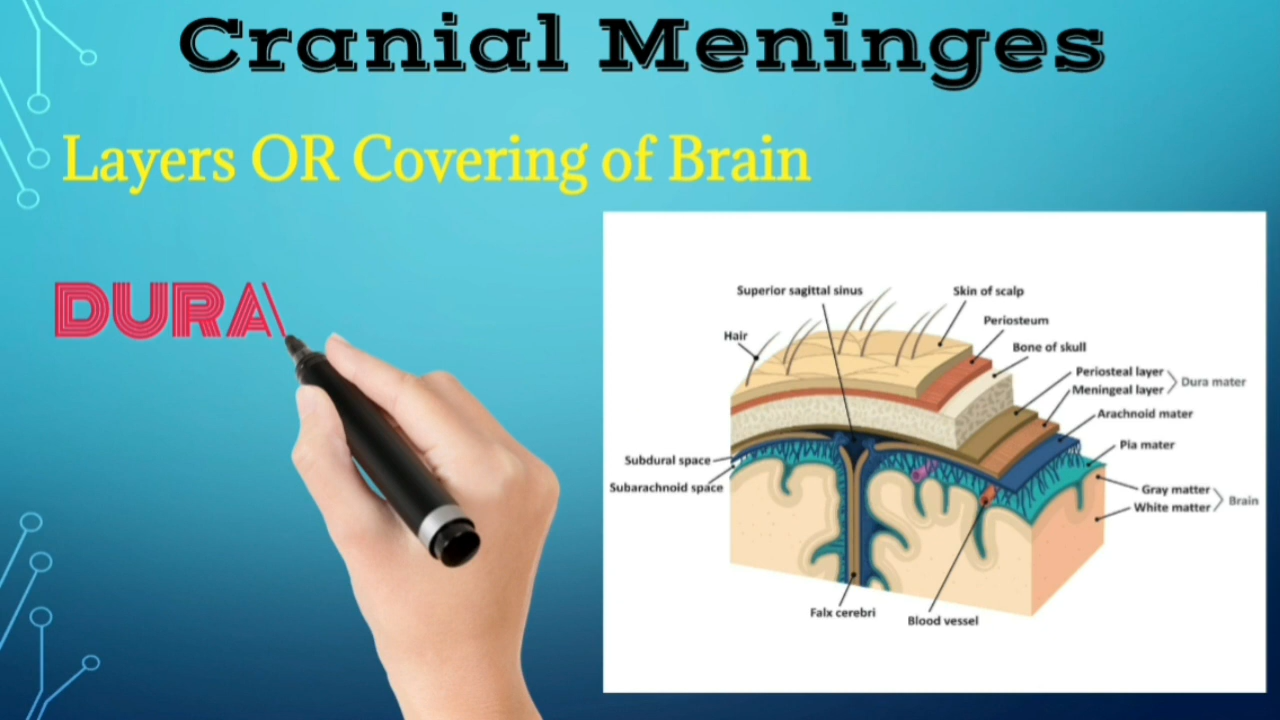 Cranial Meninges
Layers OR Covering of Brain
DURA
Superior sagittal sinus
Skin of scalp
Periosteum
Hair
Bone of skull
Periosteal layer
Meningeal layer
Dura mater
Arachnoid mater
Pia mater
Subdural space
Subarachnoid space
Gray matter
White matter
Brain
Falx cerebri
Blood vessel